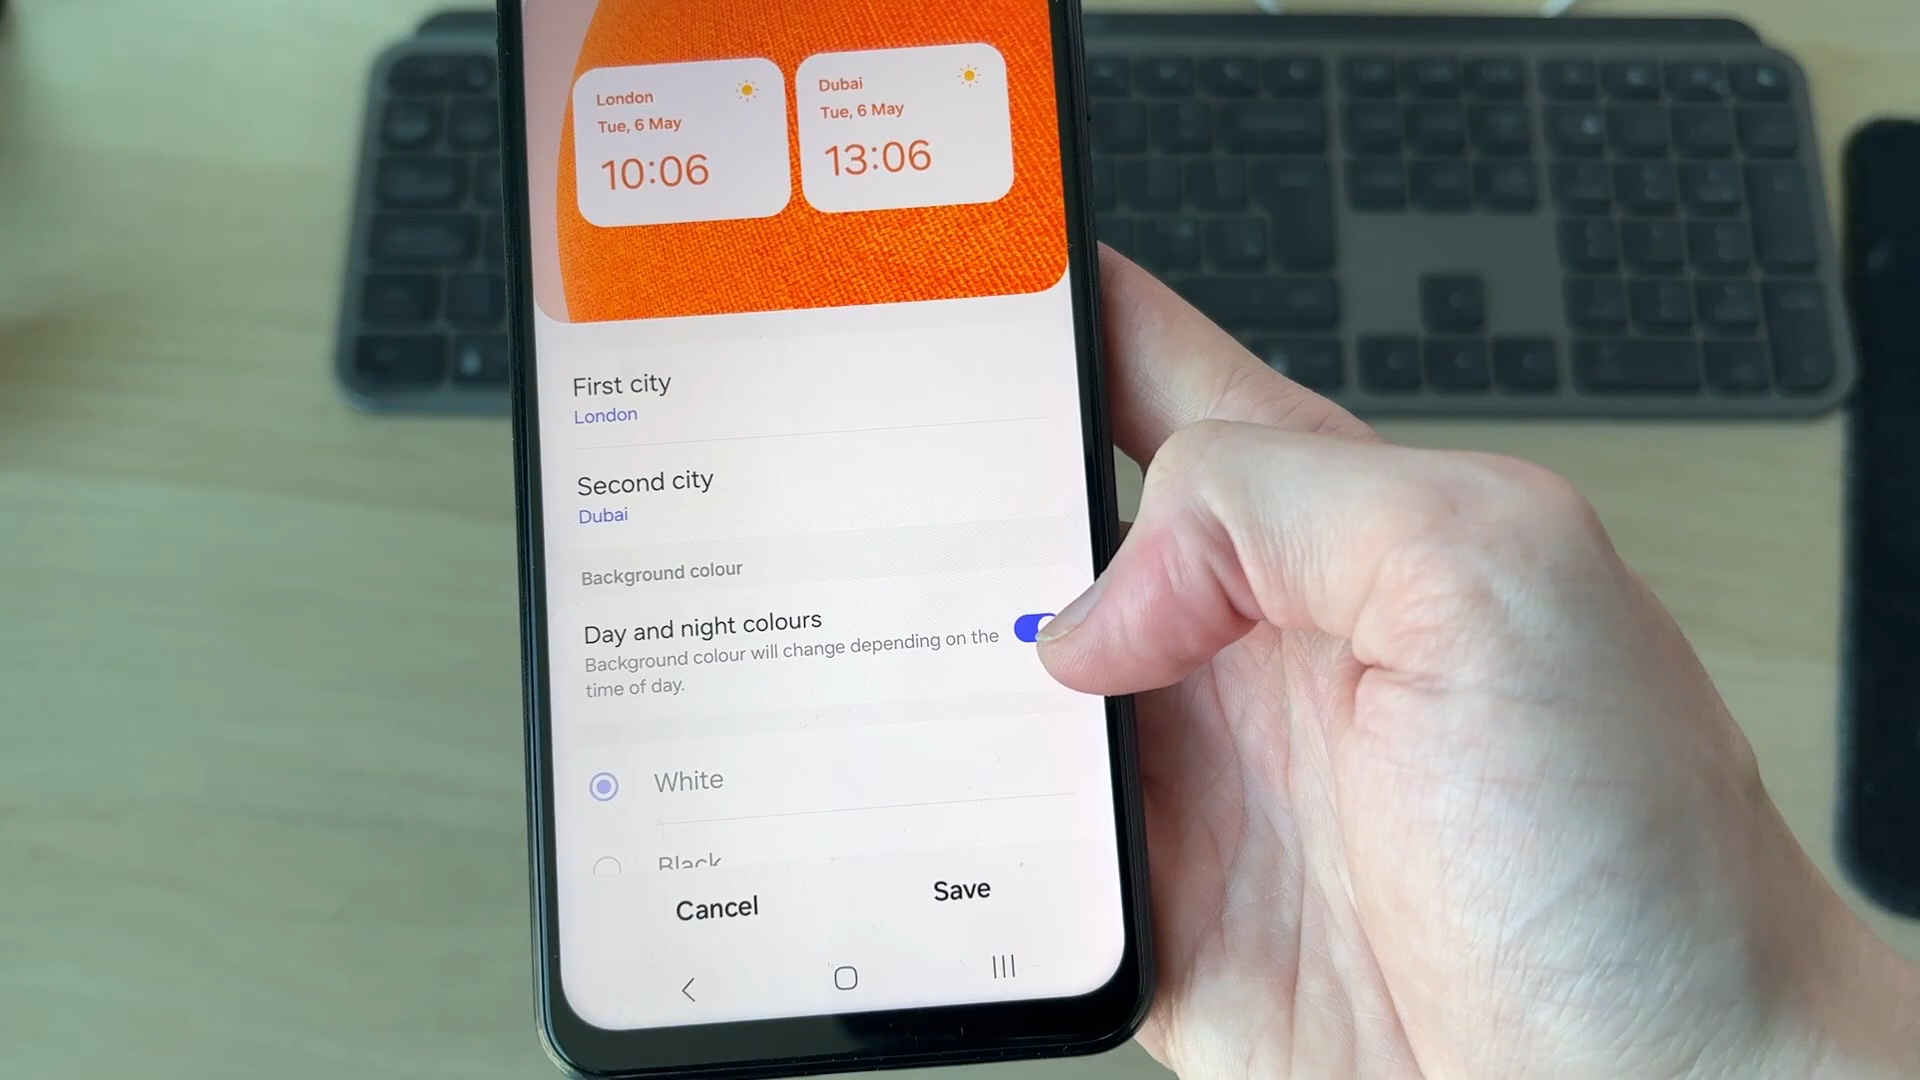 London
Tue, 6 May
10:06
Dubai
Tue, 6 May
13:06
First city
London
Second city
Dubai
Background colour
Day and night colours
Background colour will change depending on the
time of day.
White
Black
Cancel
Save